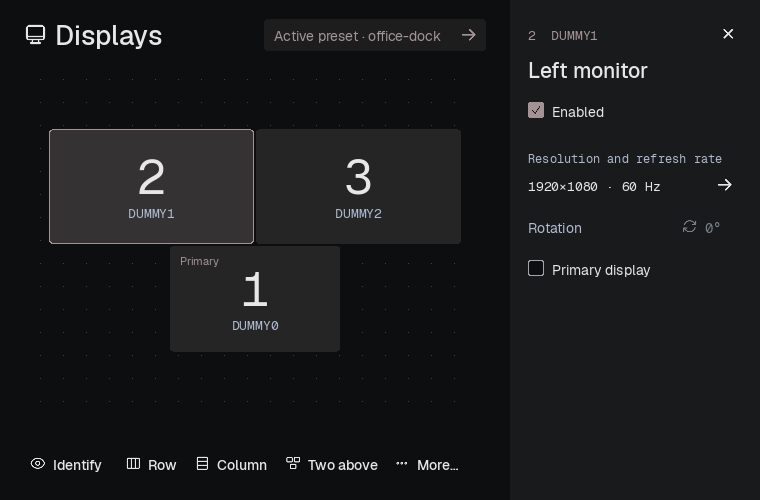 Displays
Active preset · office-dock
2
DUMMY1
3
DUMMY2
Primary
1
DUMMY0
Identify
Row
Column
Two above
More...
2 DUMMY1
Left monitor
Enabled
Resolution and refresh rate
1920×1080 · 60 Hz
Rotation 0°
Primary display